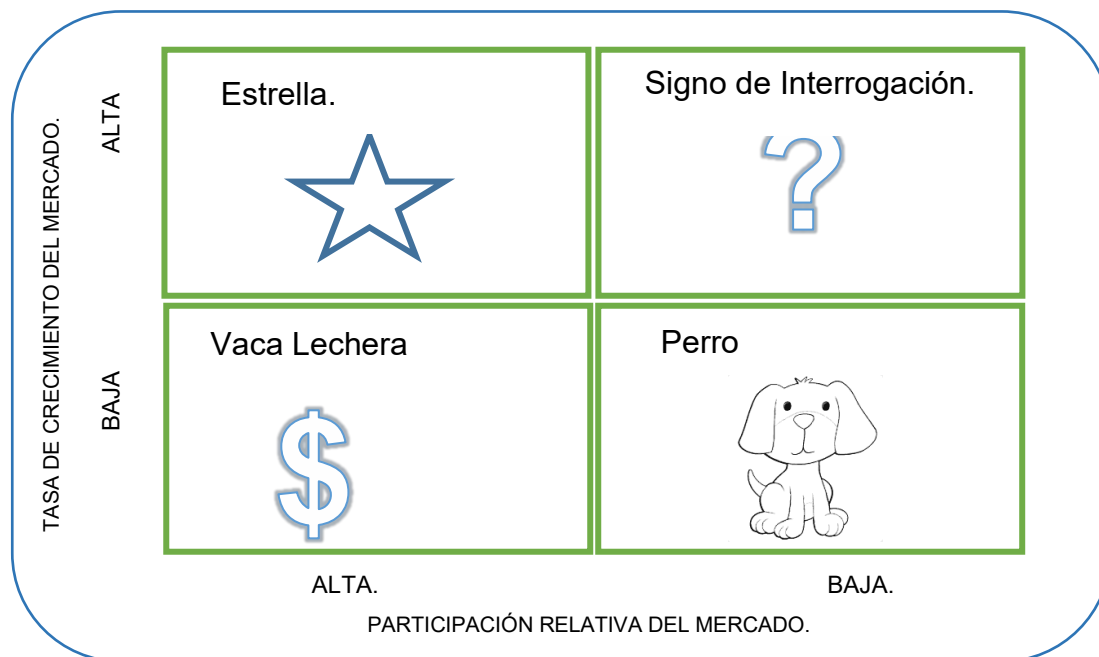 TASA DE CRECIMIENTO DEL MERCADO.
ALTA
Estrella.
Signo de Interrogación.
?
BAJA
Vaca Lechera
$
Perro
ALTA.
BAJA.
PARTICIPACIÓN RELATIVA DEL MERCADO.